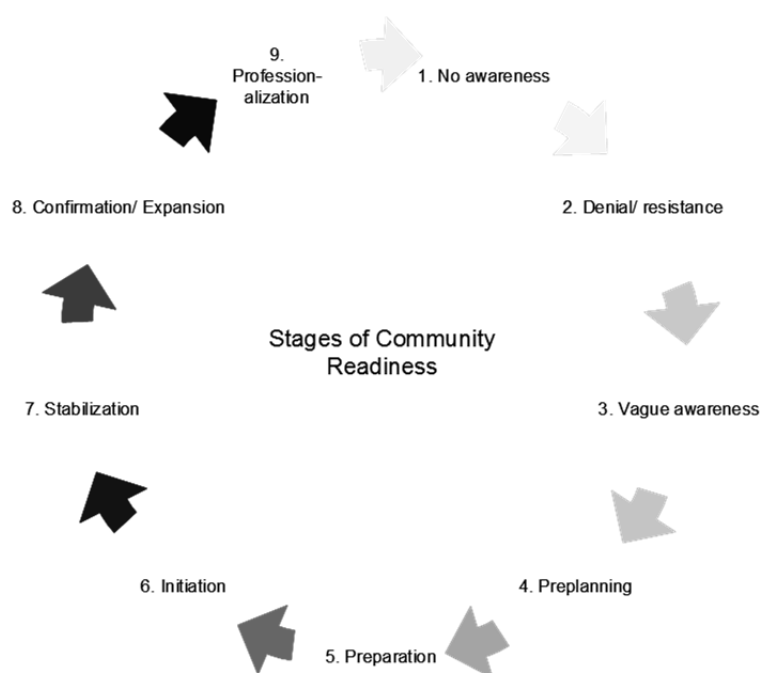 9.
Profession-
alization
1. No awareness
2. Denial/ resistance
3. Vague awareness
4. Preplanning
5. Preparation
6. Initiation
7. Stabilization
8. Confirmation/ Expansion
Stages of Community
Readiness